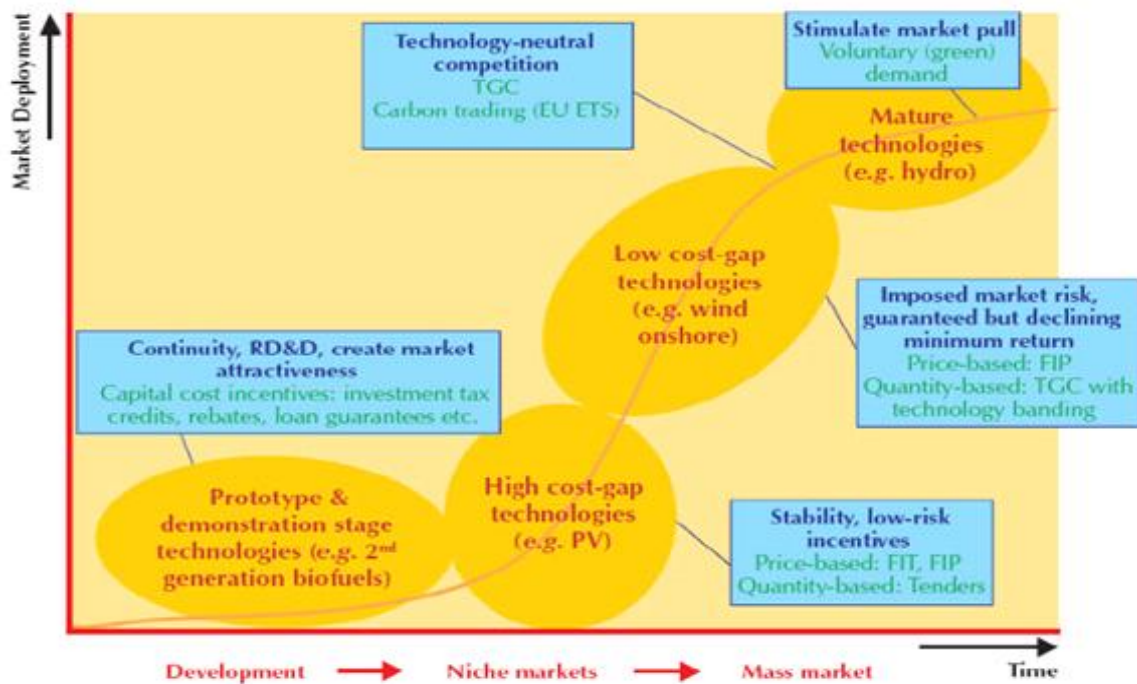 Market Deployment
Technology-neutral
competition
TGC
Carbon trading (EU ETS)
Stimulate market pull
Voluntary (green)
demand
Mature
technologies
(e.g. hydro)
Low cost-gap
technologies
(e.g. wind
onshore)
Imposed market risk,
guaranteed but declining
minimum return
Price-based: FIP
Quantity-based: TGC with
technology banding
Continuity, RD&D, create market
attractiveness
Capital cost incentives: investment tax
credits, rebates, loan guarantees etc.
Prototype &
demonstration stage
technologies (e.g. 2nd
generation biofuels)
High cost-gap
technologies
(e.g. PV)
Stability, low-risk
incentives
Price-based: FIT, FIP
Quantity-based: Tenders
Development
Niche markets
Mass market
Time